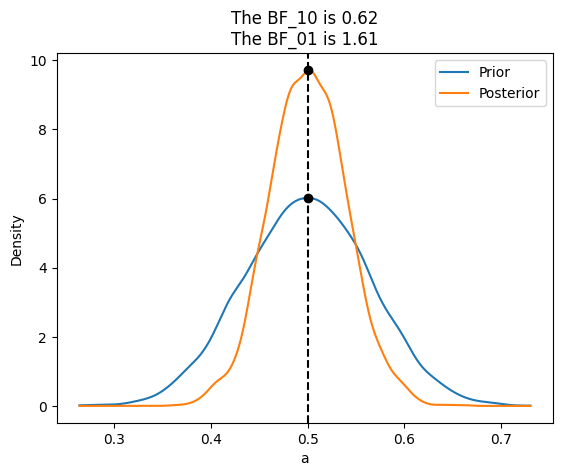 The BF_10 is 0.62
The BF_01 is 1.61
Prior
Posterior
10
8
6
4
2
0
Density
0.3 0.4 0.5 0.6 0.7
a